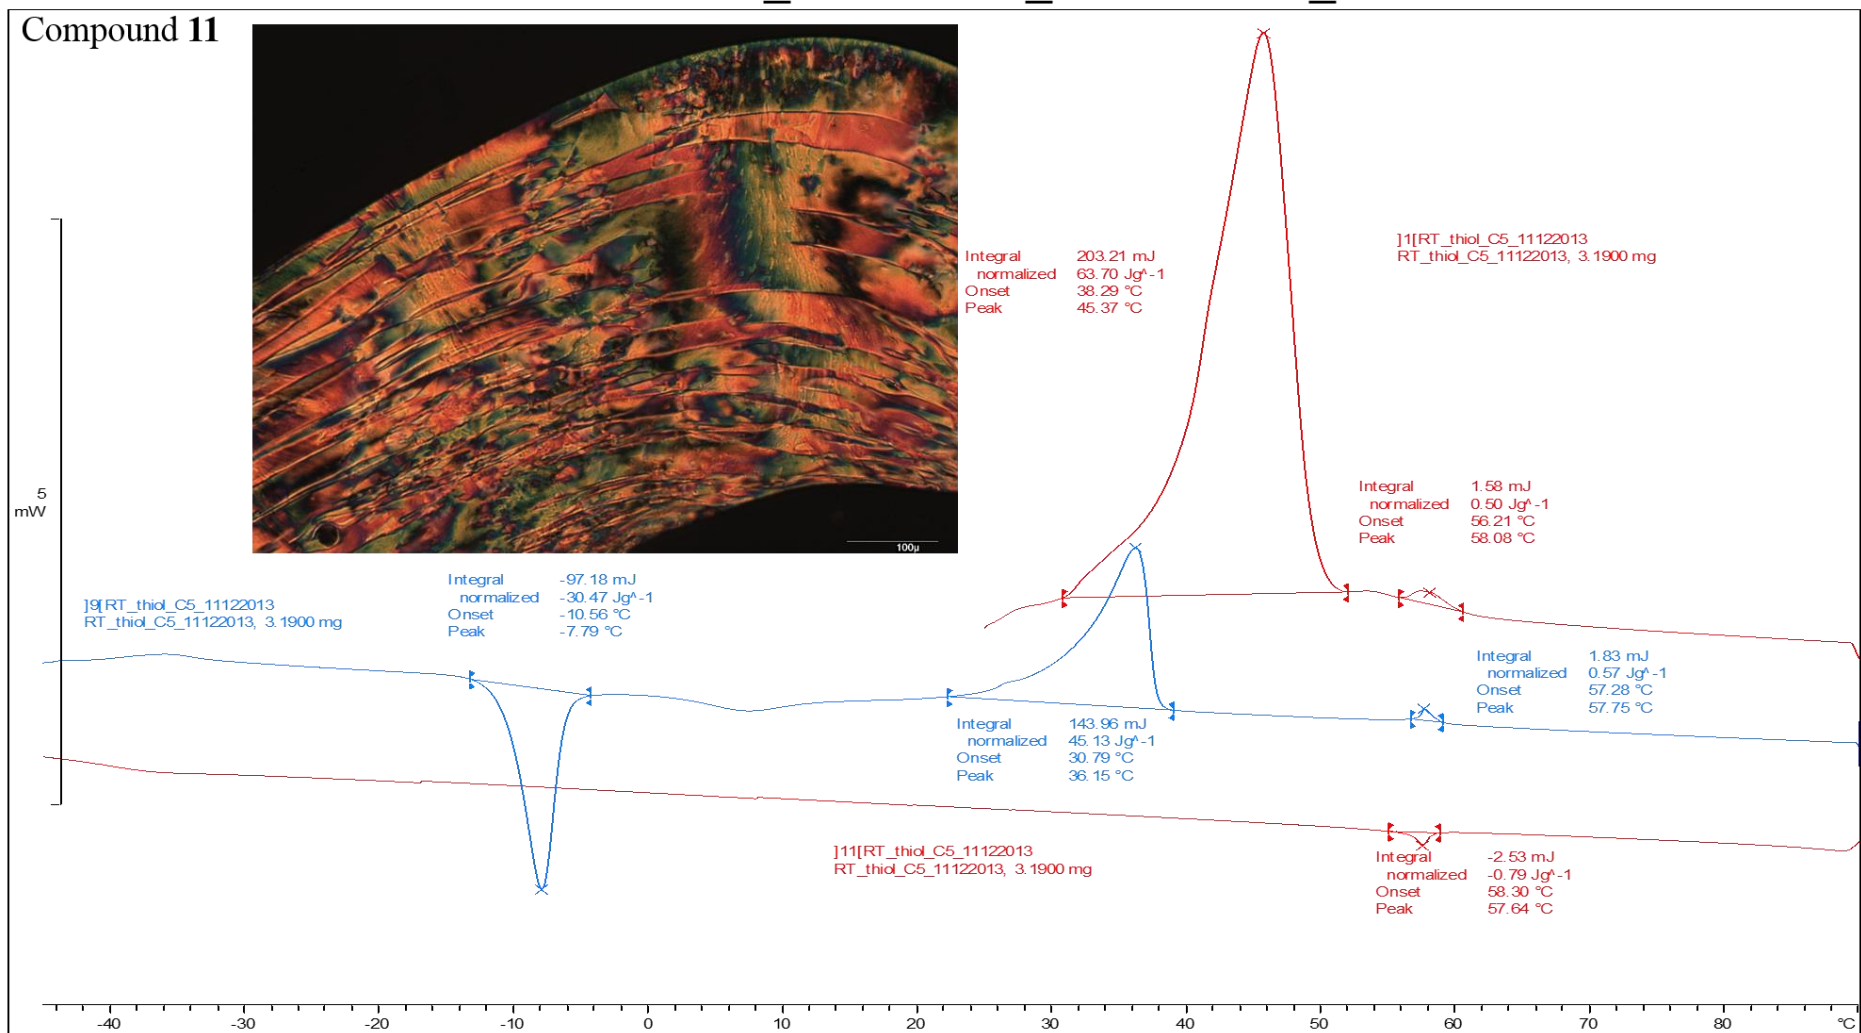 Compound 11
100µ
Integral 203.21 mJ
normalized 63.70 Jg^-1
Onset 38.29 °C
Peak 45.37 °C
]1[RT_thiol_C5_11122013
RT_thiol_C5_11122013, 3.1900 mg
Integral 1.58 mJ
normalized 0.50 Jg^-1
Onset 56.21 °C
Peak 58.08 °C
5
mW
Integral -97.18 mJ
normalized -30.47 Jg^-1
Onset -10.56 °C
Peak -7.79 °C
]9[RT_thiol_C5_11122013
RT_thiol_C5_11122013, 3.1900 mg
Integral 1.83 mJ
normalized 0.57 Jg^-1
Onset 57.28 °C
Peak 57.75 °C
Integral 143.96 mJ
normalized 45.13 Jg^-1
Onset 30.79 °C
Peak 36.15 °C
]11[RT_thiol_C5_11122013
RT_thiol_C5_11122013, 3.1900 mg
Integral -2.53 mJ
normalized -0.79 Jg^-1
Onset 58.30 °C
Peak 57.64 °C
-40 -30 -20 -10 0 10 20 30 40 50 60 70 80 °C